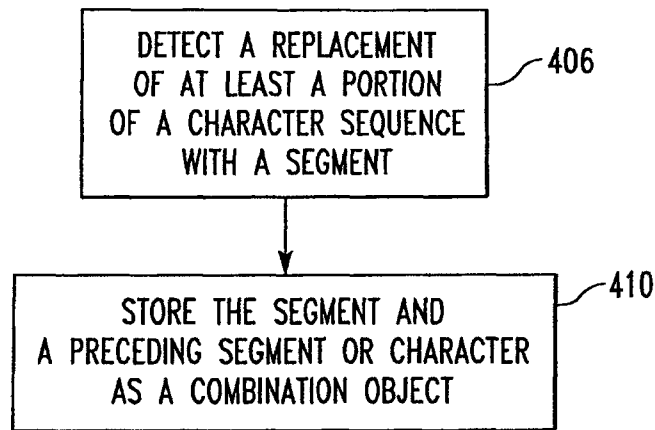 DETECT A REPLACEMENT
OF AT LEAST A PORTION
OF A CHARACTER SEQUENCE
WITH A SEGMENT
406
STORE THE SEGMENT AND
A PRECEDING SEGMENT OR CHARACTER
AS A COMBINATION OBJECT
410